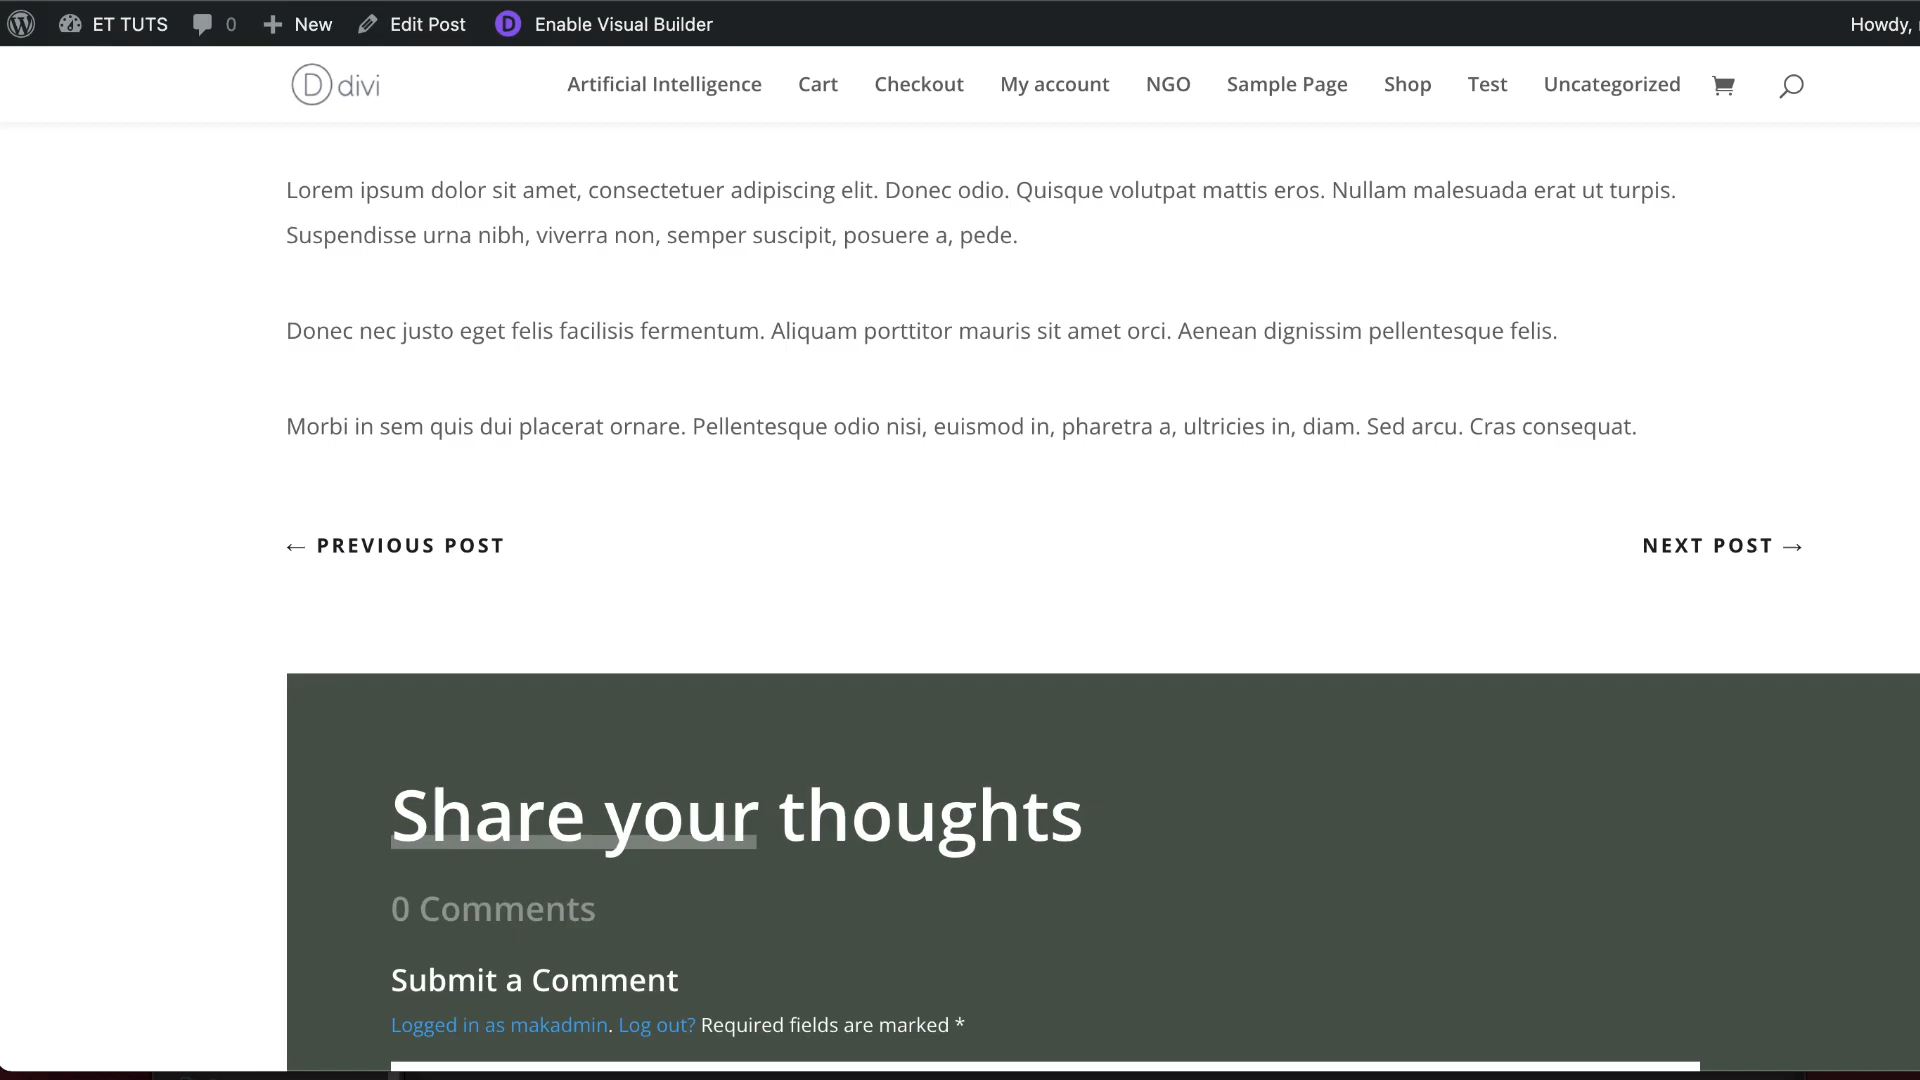 ET TUTS 0 New Edit Post D Enable Visual Builder Howdy,
D divi Artificial Intelligence Cart Checkout My account NGO Sample Page Shop Test Uncategorized
Lorem ipsum dolor sit amet, consectetuer adipiscing elit. Donec odio. Quisque volutpat mattis eros. Nullam malesuada erat ut turpis.
Suspendisse urna nibh, viverra non, semper suscipit, posuere a, pede.
Donec nec justo eget felis facilisis fermentum. Aliquam porttitor mauris sit amet orci. Aenean dignissim pellentesque felis.
Morbi in sem quis dui placerat ornare. Pellentesque odio nisi, euismod in, pharetra a, ultricies in, diam. Sed arcu. Cras consequat.
← PREVIOUS POST NEXT POST →
Share your thoughts
0 Comments
Submit a Comment
Logged in as makadmin. Log out? Required fields are marked *